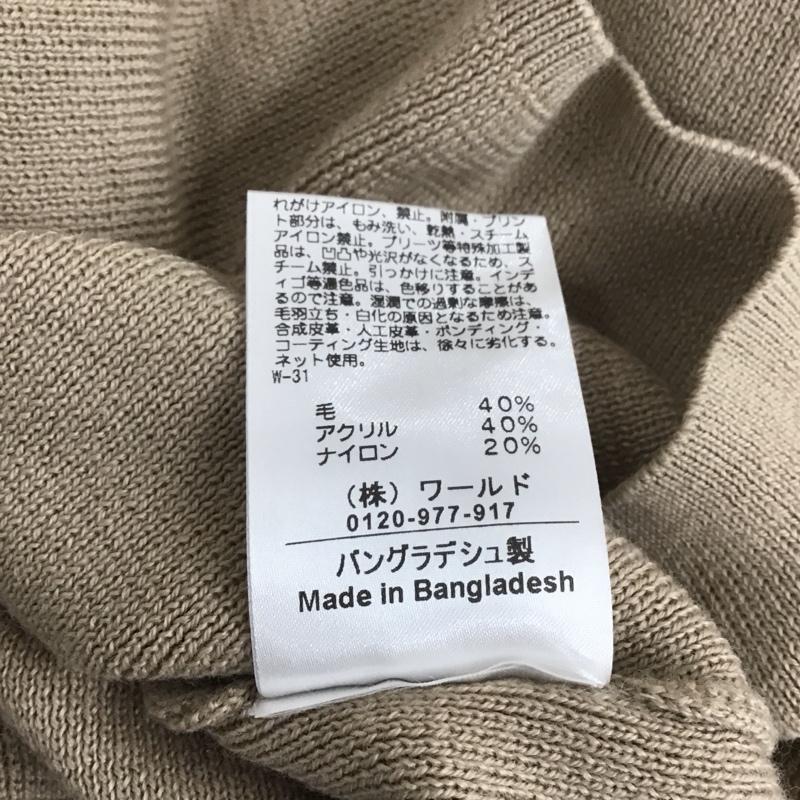 れがけアイロン、禁止。附属・プリン
ト部分は、もみ洗い、乾熱・スチーム
アイロン禁止。プリーツ等特殊加工製
品は、凹凸や光沢がなくなるため、ス
チーム禁止。引っかけに注意。インデ
ィゴ等濃色品は、色移りすることがあ
るので注意。湿潤での過剰な摩擦は、
毛羽立ち・白化の原因となるため注意。
合成皮革・人工皮革・ボンディング・
コーティング生地は、徐々に劣化する。
ネット使用。
W-31
毛 40%
アクリル 40%
ナイロン 20%
(株) ワールド
0120-977-917
バングラデシュ製
Made in Bangladesh